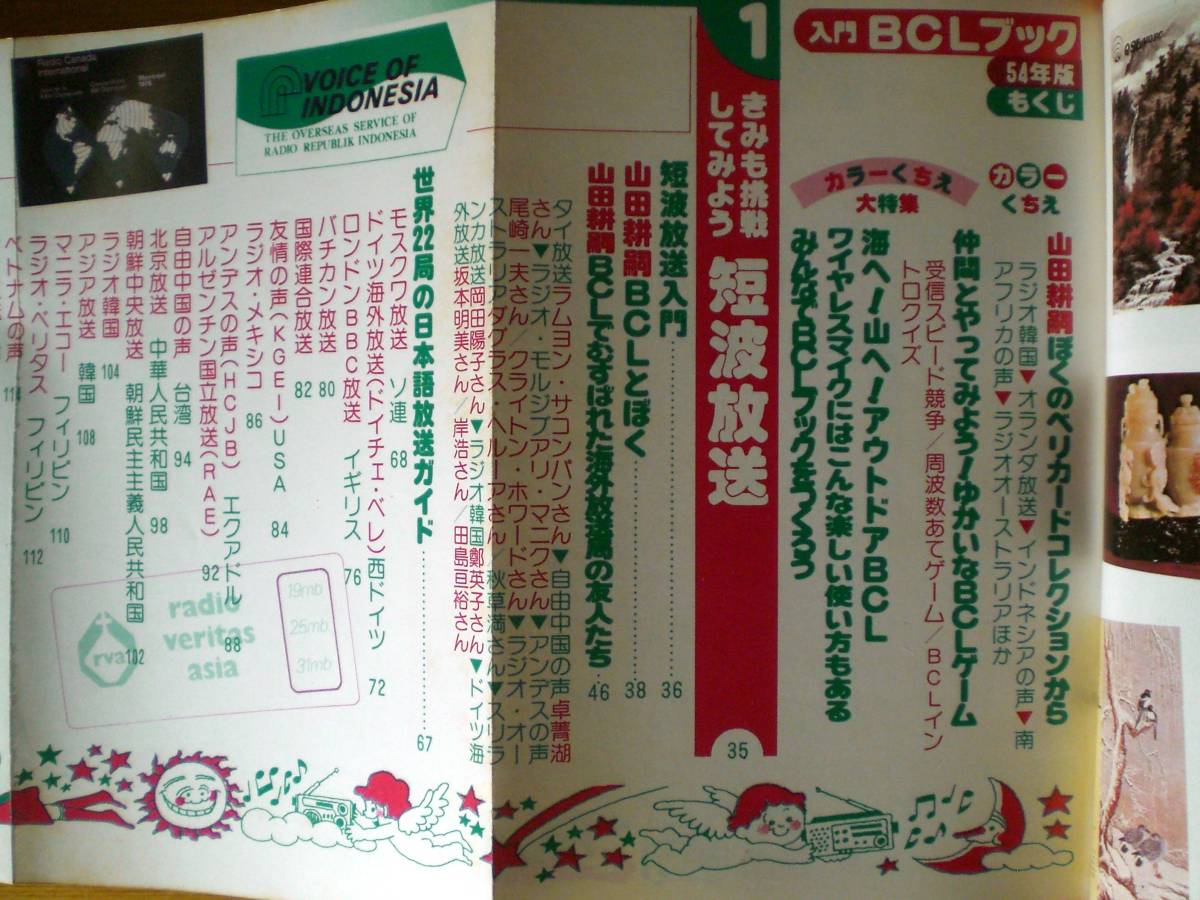 入門 BCLブック
54年版
もくじ
カラー
くちえ
山田耕嗣ぼくのベリカードコレクションから
ラジオ韓国▼オランダ放送▼インドネシアの声▼南
アフリカの声▼ラジオオーストラリアほか
仲間とやってみよう!ゆかいなBCLゲーム
受信スピード競争/周波数あてゲーム/BCLイン
トロクイズ
カラーくちえ
大特集
海へ!山へ!アウトドアBCL
ワイヤレスマイクにはこんな楽しい使い方もある
みんなでBCLブックをつくろう
1
きみも挑戦
してみよう
短波放送
35
短波放送入門 36
山田耕嗣BCLとぼく 38
山田耕嗣BCLでむすばれた海外放送局の友人たち 46
タイ放送ラムヨン・サコンパンさん▼自由中国の声卓菁湖
さん▼ラジオ・モルジブアリ・マニクさん▼アンデスの声
尾崎一夫さん/クライトン・ホワードさん▼ラジオ・オー
ストラリアダグラス・ヘルーアさん/秋草満さん▼スリラ
ンカ放送岡田陽子さん▼ラジオ韓国鄭英子さん▼ドイツ海
外放送坂本明美さん/岸浩さん/田島亘裕さん
世界22局の日本語放送ガイド 67
モスクワ放送 ソ連 68
ドイツ海外放送(ドイチェ・ベレ)西ドイツ 72
ロンドンBBC放送 イギリス 76
バチカン放送 80
国際連合放送 82
友情の声(KGEI)USA 84
ラジオ・メキシコ 86
アンデスの声(HCJB) エクアドル 88
アルゼンチン国立放送(RAE) 92
自由中国の声 台湾 94
北京放送 中華人民共和国 98
朝鮮中央放送 朝鮮民主主義人民共和国 102
ラジオ韓国 104
アジア放送 韓国 108
マニラ・エコー フィリピン 110
ラジオ・ベリタス フィリピン 112
ベトナムの声 114
VOICE OF
INDONESIA
THE OVERSEAS SERVICE OF
RADIO REPUBLIK INDONESIA
Radio Canada
International
Montreal
rva
radio
veritas
asia
19mb
25mb
31mb